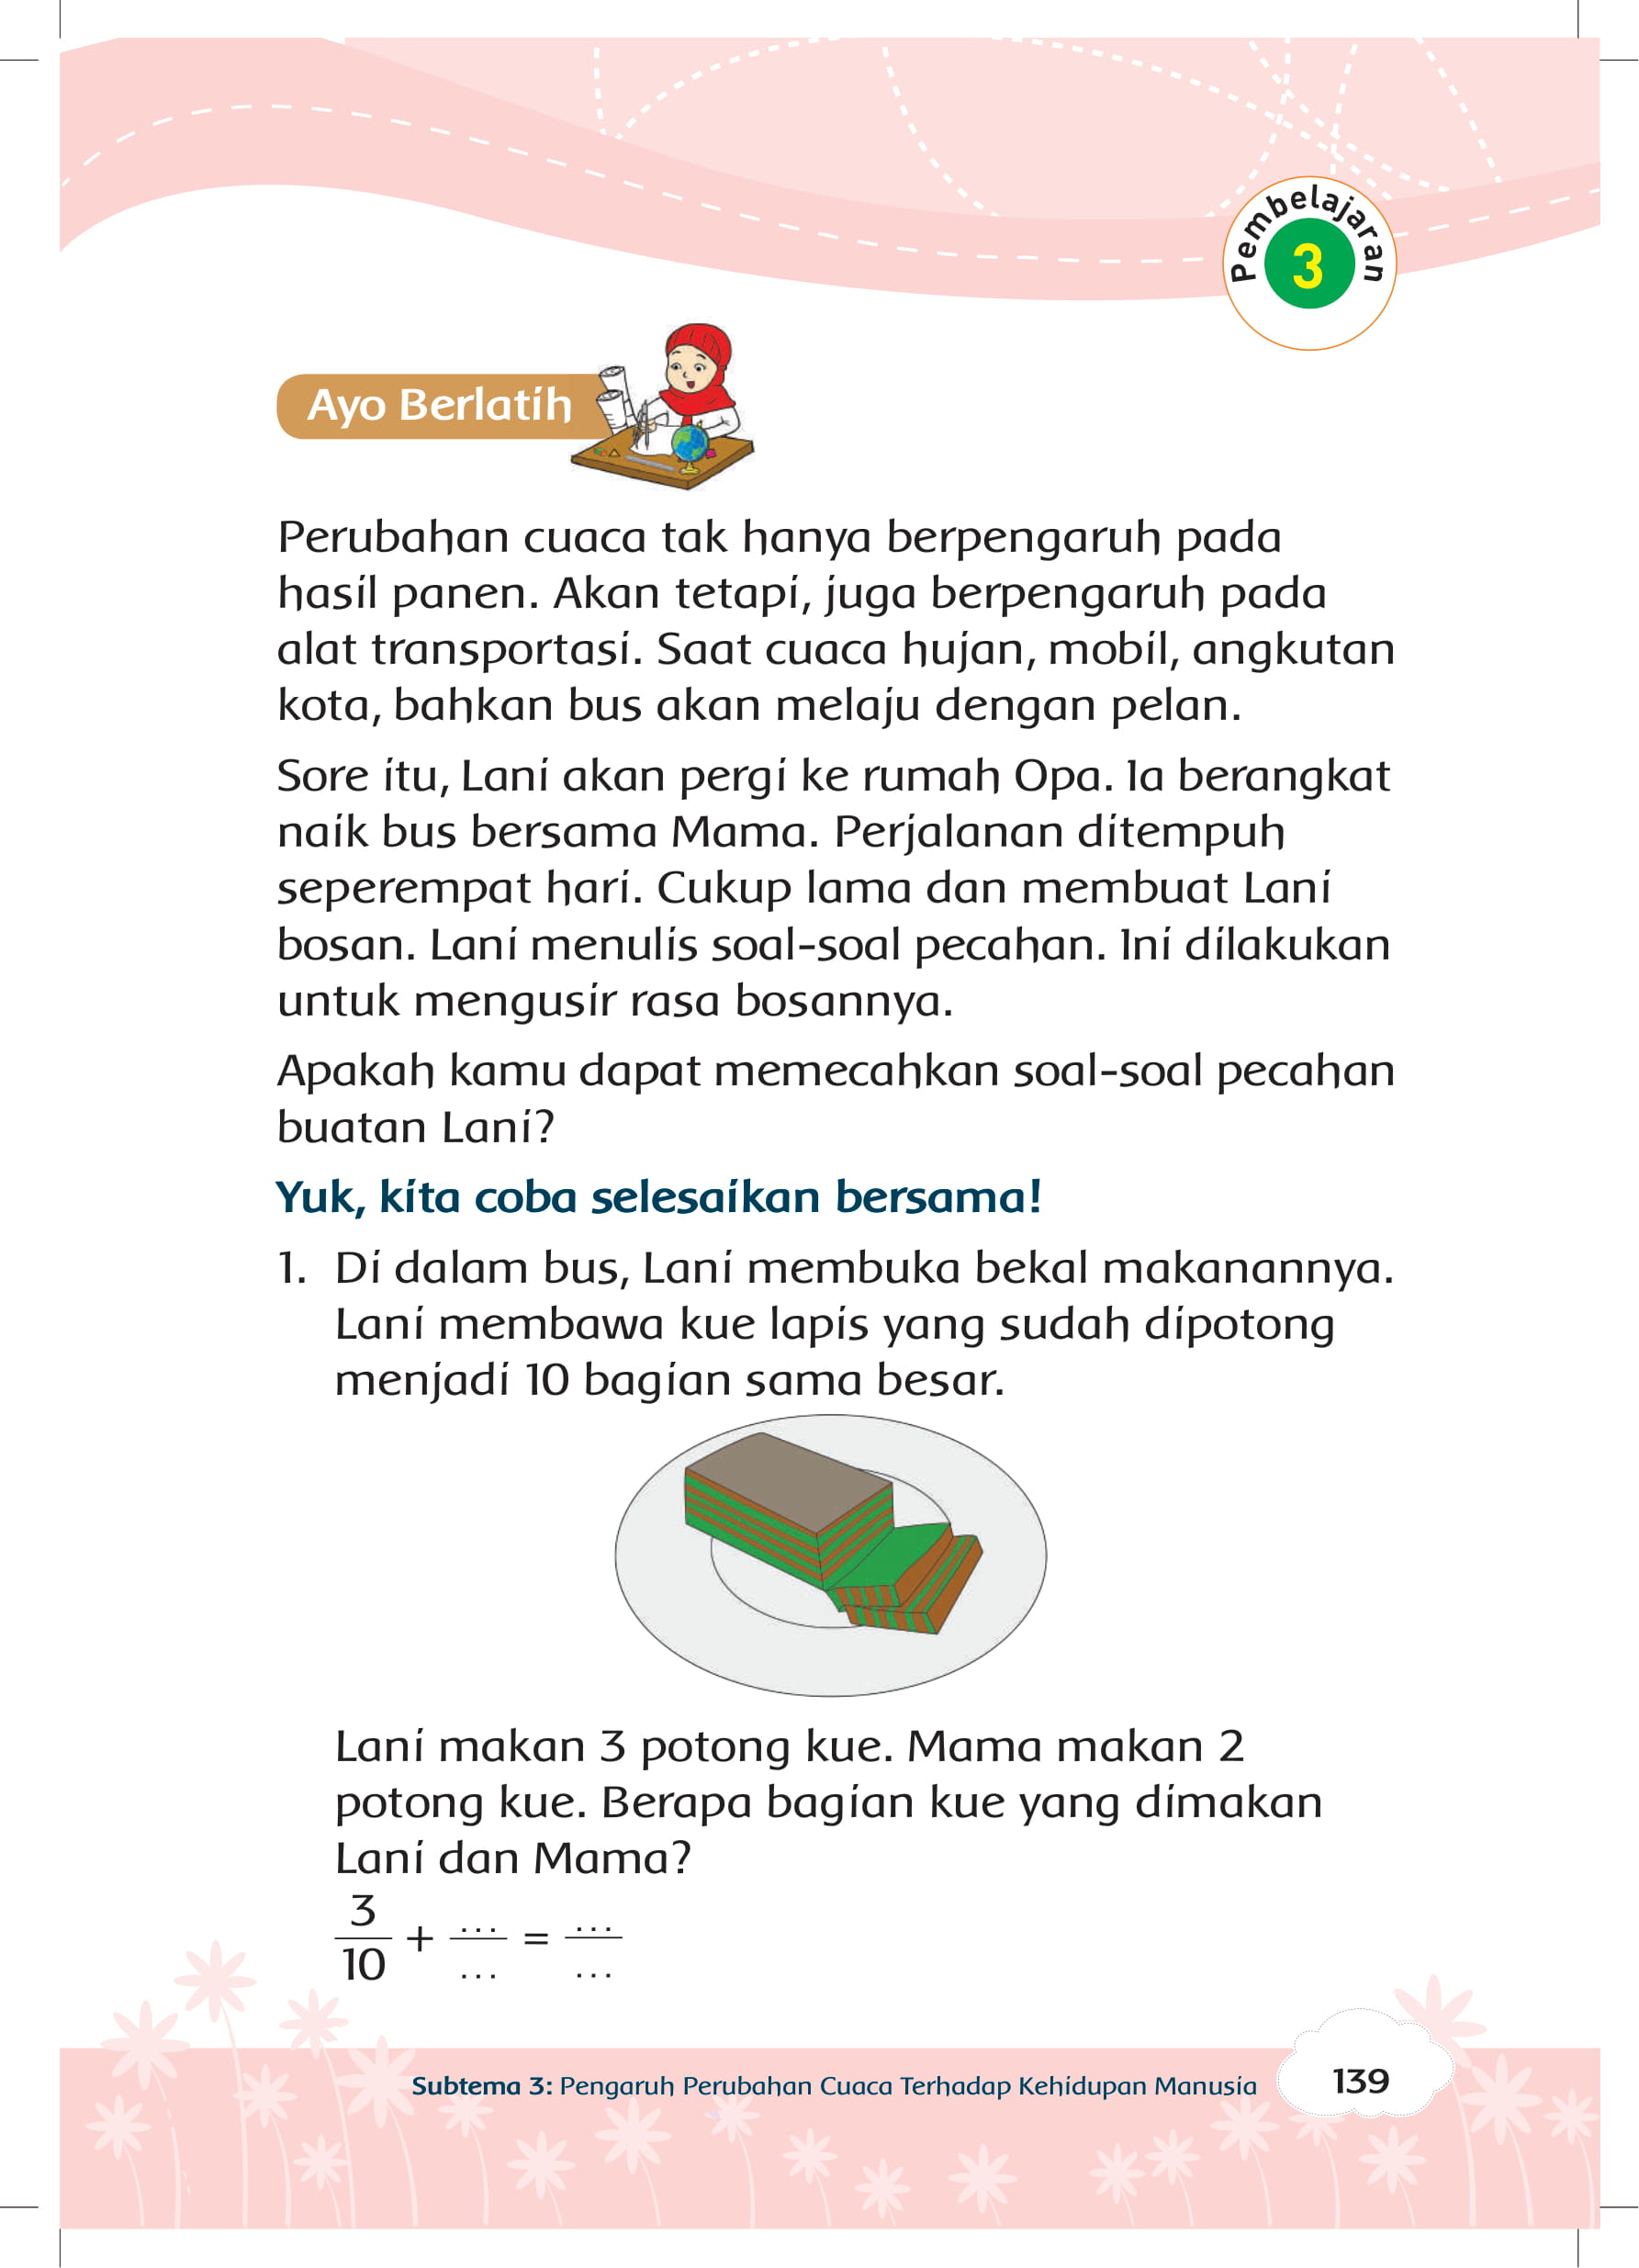 Pembelajaran
3
Ayo Berlatih
Perubahan cuaca tak hanya berpengaruh pada
hasil panen. Akan tetapi, juga berpengaruh pada
alat transportasi. Saat cuaca hujan, mobil, angkutan
kota, bahkan bus akan melaju dengan pelan.
Sore itu, Lani akan pergi ke rumah Opa. Ia berangkat
naik bus bersama Mama. Perjalanan ditempuh
seperempat hari. Cukup lama dan membuat Lani
bosan. Lani menulis soal-soal pecahan. Ini dilakukan
untuk mengusir rasa bosannya.
Apakah kamu dapat memecahkan soal-soal pecahan
buatan Lani?
Yuk, kita coba selesaikan bersama!
1. Di dalam bus, Lani membuka bekal makanannya.
Lani membawa kue lapis yang sudah dipotong
menjadi 10 bagian sama besar.
Lani makan 3 potong kue. Mama makan 2
potong kue. Berapa bagian kue yang dimakan
Lani dan Mama?
3/10 + .../... = .../...
Subtema 3: Pengaruh Perubahan Cuaca Terhadap Kehidupan Manusia
139